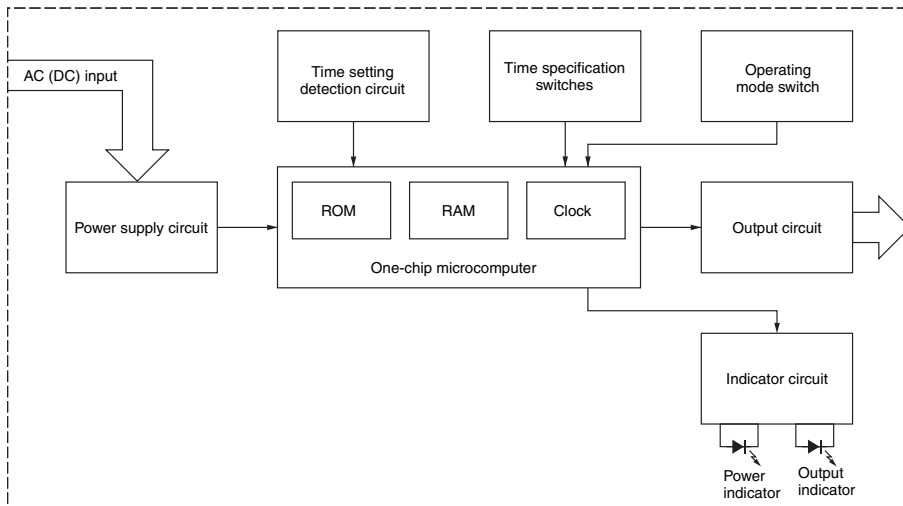 AC (DC) input
Time setting
detection circuit
Time specification
switches
Operating
mode switch
Power supply circuit
ROM
RAM
Clock
One-chip microcomputer
Output circuit
Indicator circuit
Power
indicator
Output
indicator